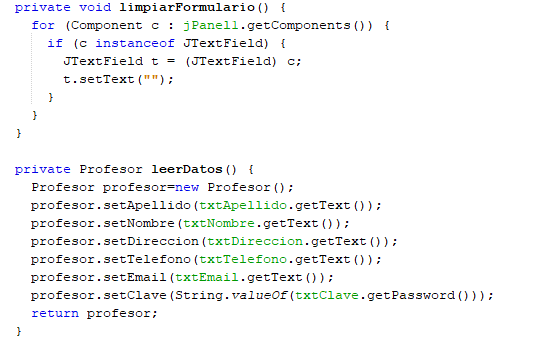 private void limpiarFormulario() {
  for (Component c : jPanel1.getComponents()) {
    if (c instanceof JTextField) {
      JTextField t = (JTextField) c;
      t.setText("");
    }
  }
}

private Profesor leerDatos() {
  Profesor profesor=new Profesor();
  profesor.setApellido(txtApellido.getText());
  profesor.setNombre(txtNombre.getText());
  profesor.setDireccion(txtDireccion.getText());
  profesor.setTelefono(txtTelefono.getText());
  profesor.setEmail(txtEmail.getText());
  profesor.setClave(String.valueOf(txtClave.getPassword()));
  return profesor;
}